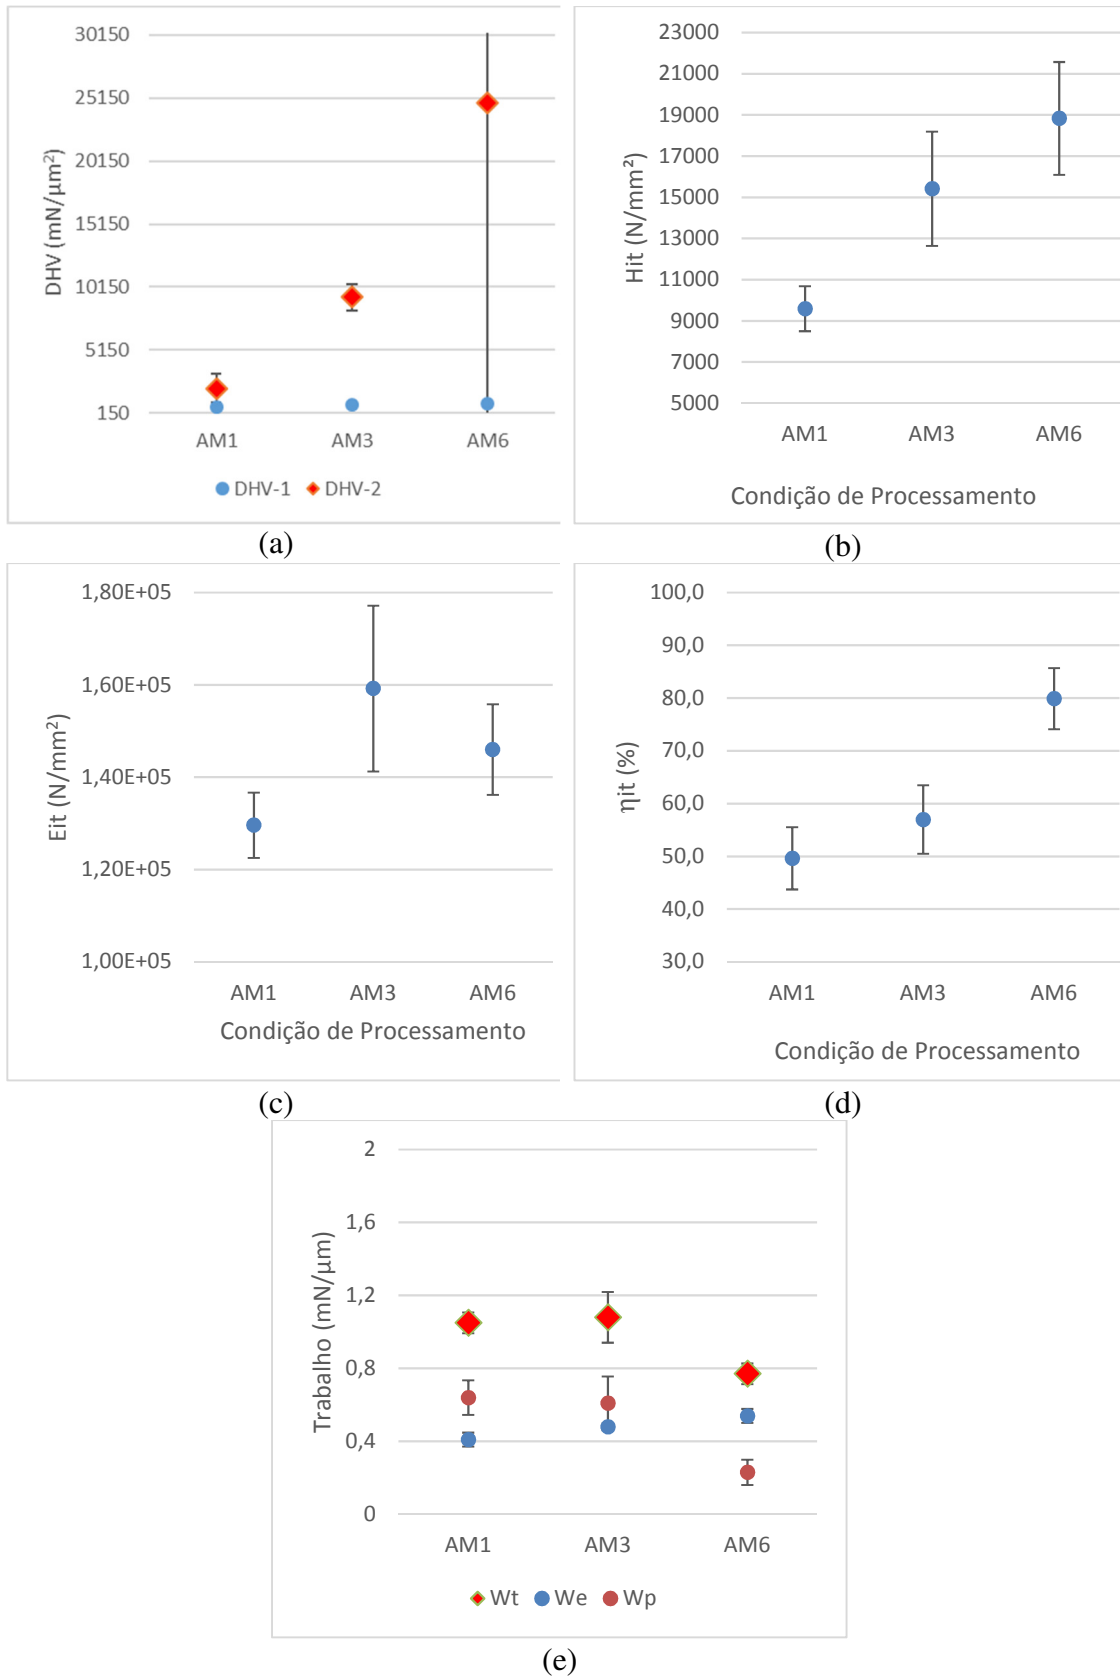 30150
25150
20150
15150
10150
5150
150
DHV (mN/µm²)
AM1 AM3 AM6
DHV-1 DHV-2
(a)
23000
21000
19000
17000
15000
13000
11000
9000
7000
5000
Hit (N/mm²)
AM1 AM3 AM6
Condição de Processamento
(b)
1,80E+05
1,60E+05
1,40E+05
1,20E+05
1,00E+05
Eit (N/mm²)
AM1 AM3 AM6
Condição de Processamento
(c)
100,0
90,0
80,0
70,0
60,0
50,0
40,0
30,0
ηit (%)
AM1 AM3 AM6
Condição de Processamento
(d)
2
1,6
1,2
0,8
0,4
0
Trabalho (mN/µm)
AM1 AM3 AM6
Wt We Wp
(e)